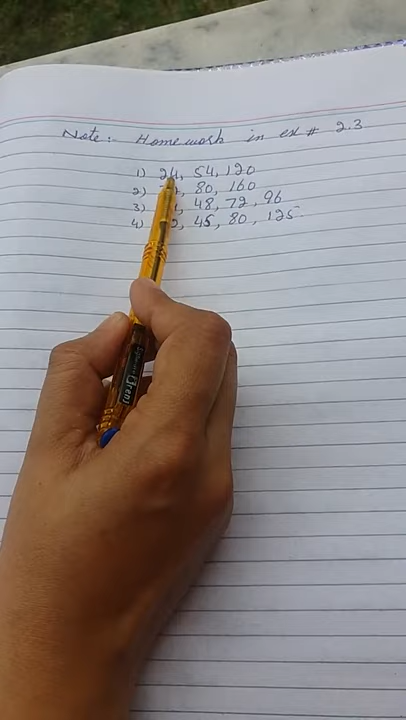 Note:- Homework in ex # 2.3
1) 24, 54, 120
2) 80, 160
3) 48, 72, 96
4) 45, 80, 125